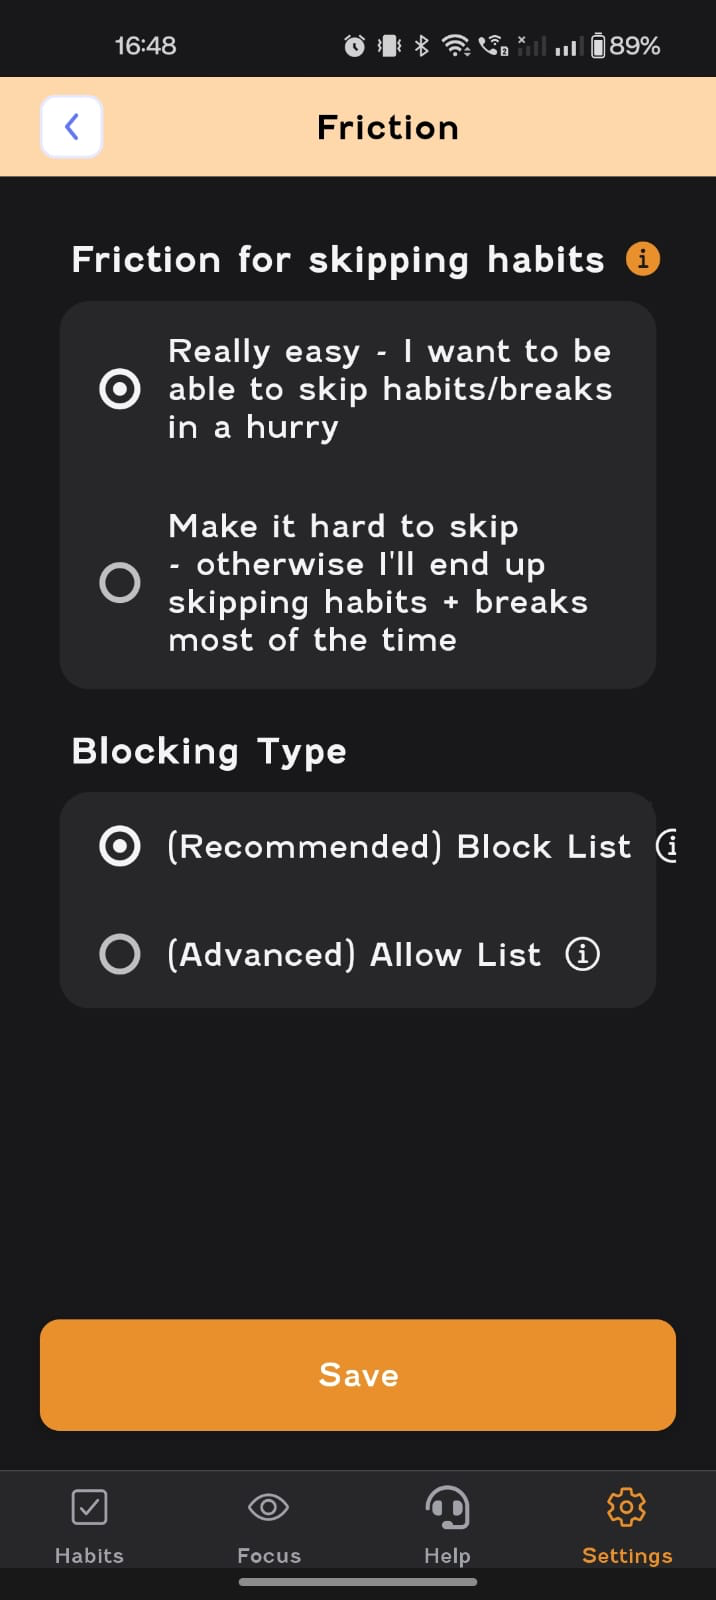 16:48
89%
Friction
Friction for skipping habits
Really easy - I want to be
able to skip habits/breaks
in a hurry
Make it hard to skip
- otherwise I'll end up
skipping habits + breaks
most of the time
Blocking Type
(Recommended) Block List
(Advanced) Allow List
Save
Habits
Focus
Help
Settings